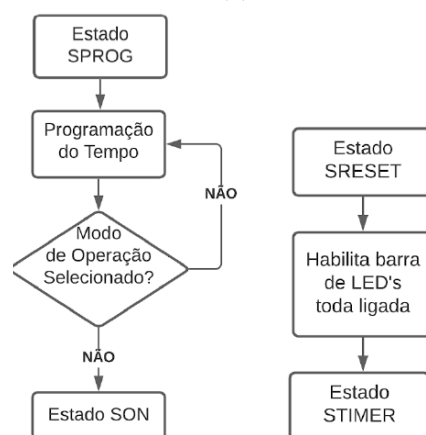 Estado
SPROG
Programação
do Tempo
NÃO
Modo
de Operação
Selecionado?
NÃO
Estado SON
Estado
SRESET
Habilita barra
de LED's
toda ligada
Estado
STIMER